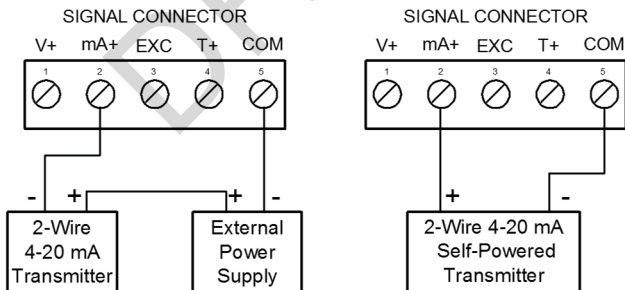 SIGNAL CONNECTOR
V+ mA+ EXC T+ COM
1 2 3 4 5
- + + -
2-Wire
4-20 mA
Transmitter
External
Power
Supply
SIGNAL CONNECTOR
V+ mA+ EXC T+ COM
1 2 3 4 5
+ -
2-Wire 4-20 mA
Self-Powered
Transmitter